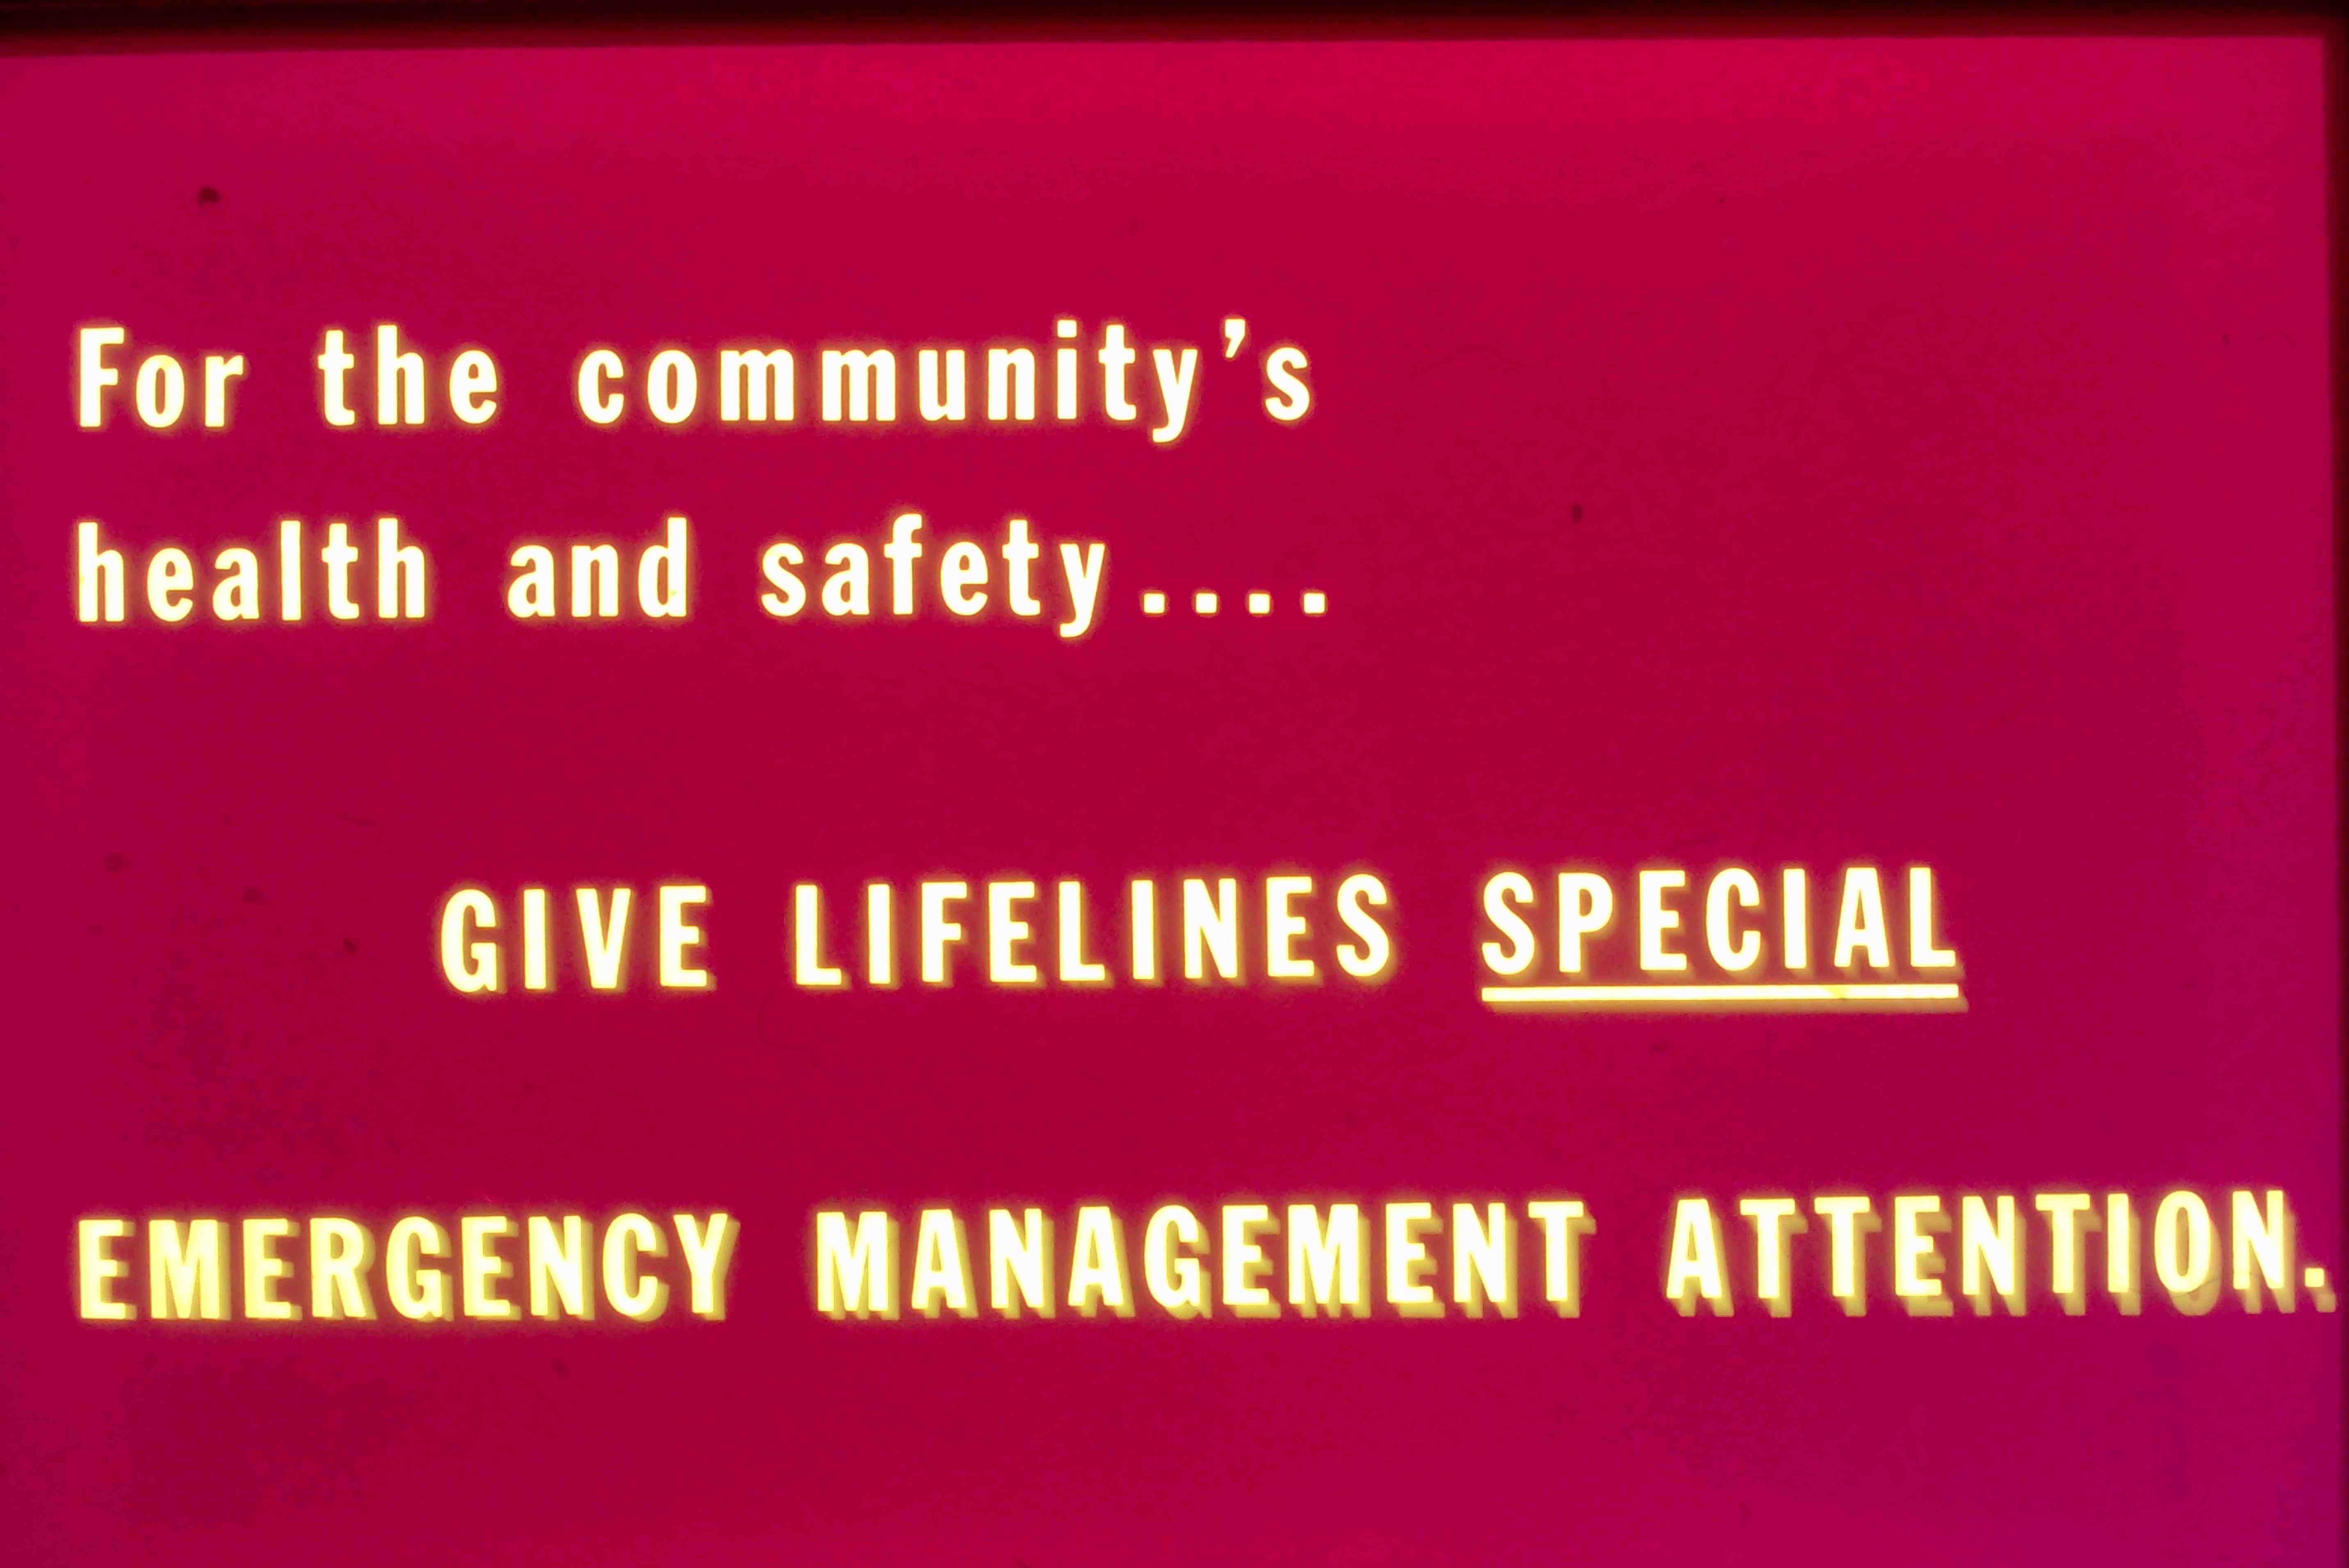 For the community's
health and safety....
GIVE LIFELINES SPECIAL
EMERGENCY MANAGEMENT ATTENTION.